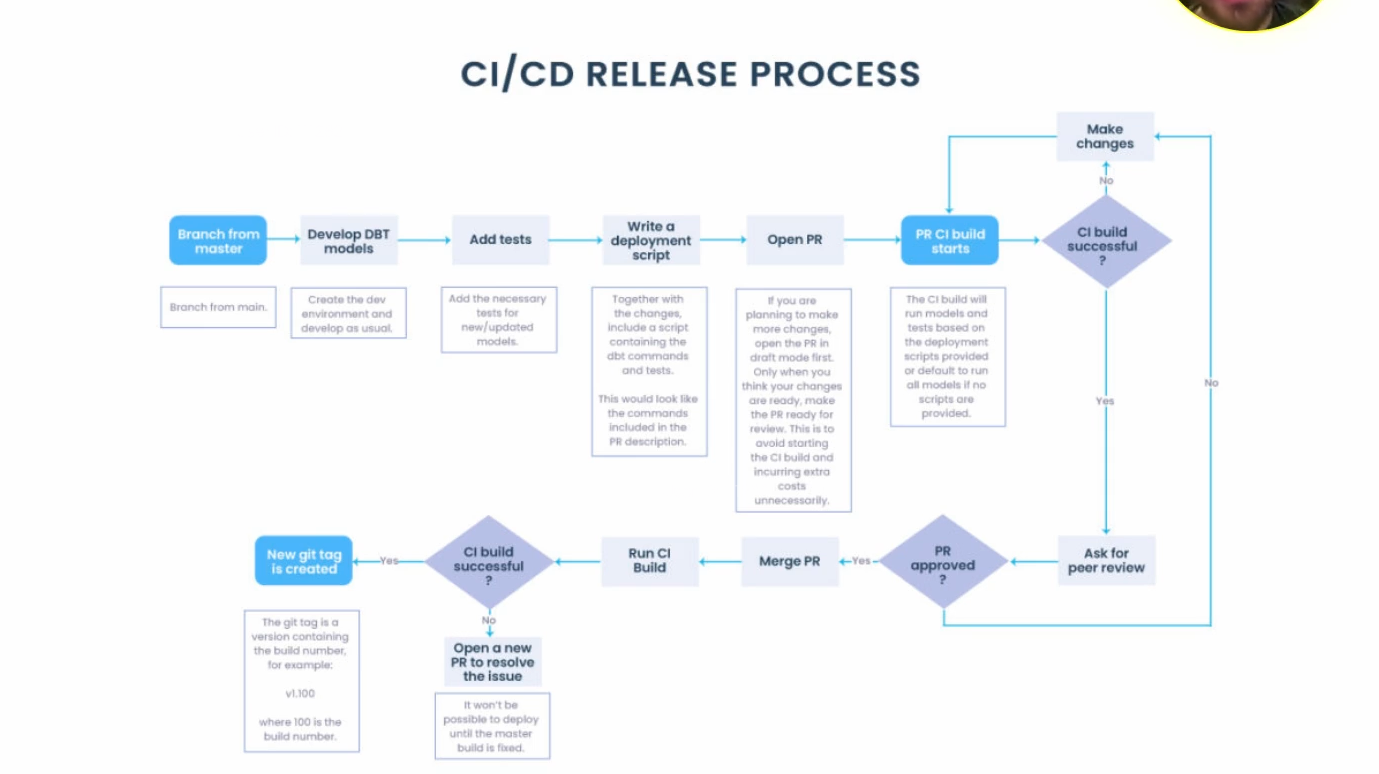 CI/CD RELEASE PROCESS
Make
changes
No
Branch from
master
Develop DBT
models
Add tests
Write a
deployment
script
Open PR
PR CI build
starts
CI build
successful
?
Branch from main.
Create the dev
environment and
develop as usual.
Add the necessary
tests for
new/updated
models.
Together with
the changes,
include a script
containing the
dbt commands
and tests.
This would look like
the commands
included in the
PR description.
If you are
planning to make
more changes,
open the PR in
draft mode first.
Only when you
think your changes
are ready, make
the PR ready for
review. This is to
avoid starting
the CI build and
incurring extra
costs
unnecessarily.
The CI build will
run models and
tests based on
the deployment
scripts provided
or default to run
all models if no
scripts are
provided.
Yes
No
New git tag
is created
Yes
CI build
successful
?
Run CI
Build
Merge PR
Yes
PR
approved
?
Ask for
peer review
No
Open a new
PR to resolve
the issue
The git tag is a
version containing
the build number,
for example:
v1.100
where 100 is the
build number.
It won't be
possible to deploy
until the master
build is fixed.